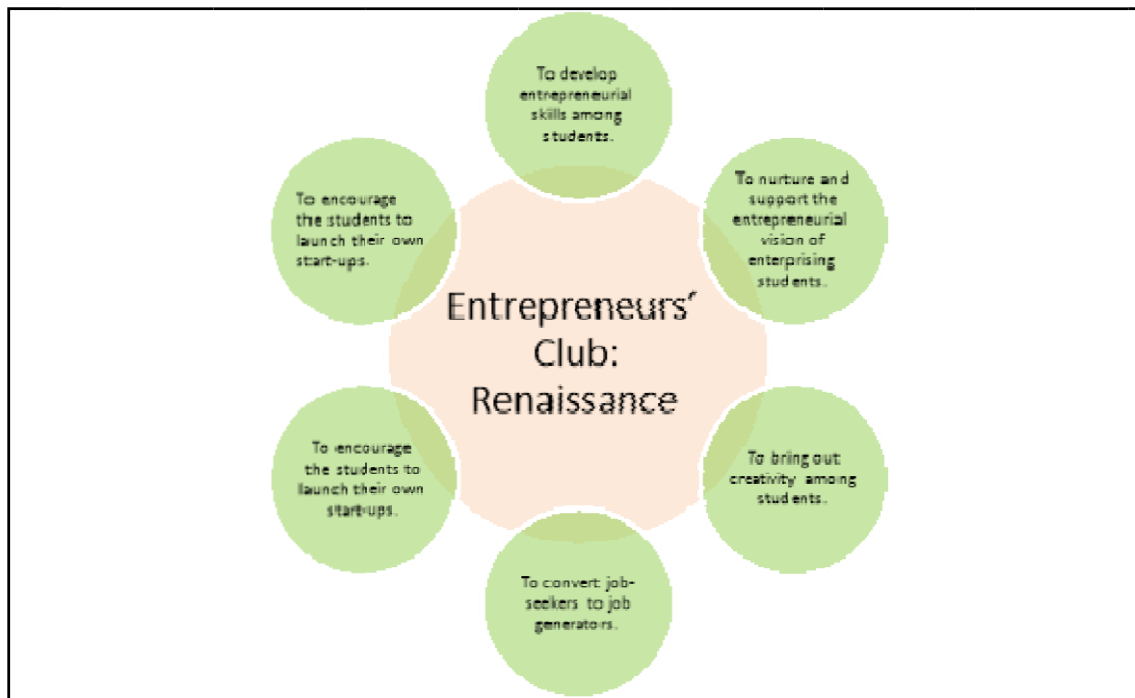 To develop
entrepreneurial
skills among
students.
To nurture and
support the
entrepreneurial
vision of
enterprising
students.
To bring out
creativity among
students.
To convert job-
seekers to job
generators.
To encourage
the students to
launch their own
start-ups.
To encourage
the students to
launch their own
start-ups.
Entrepreneurs’
Club:
Renaissance